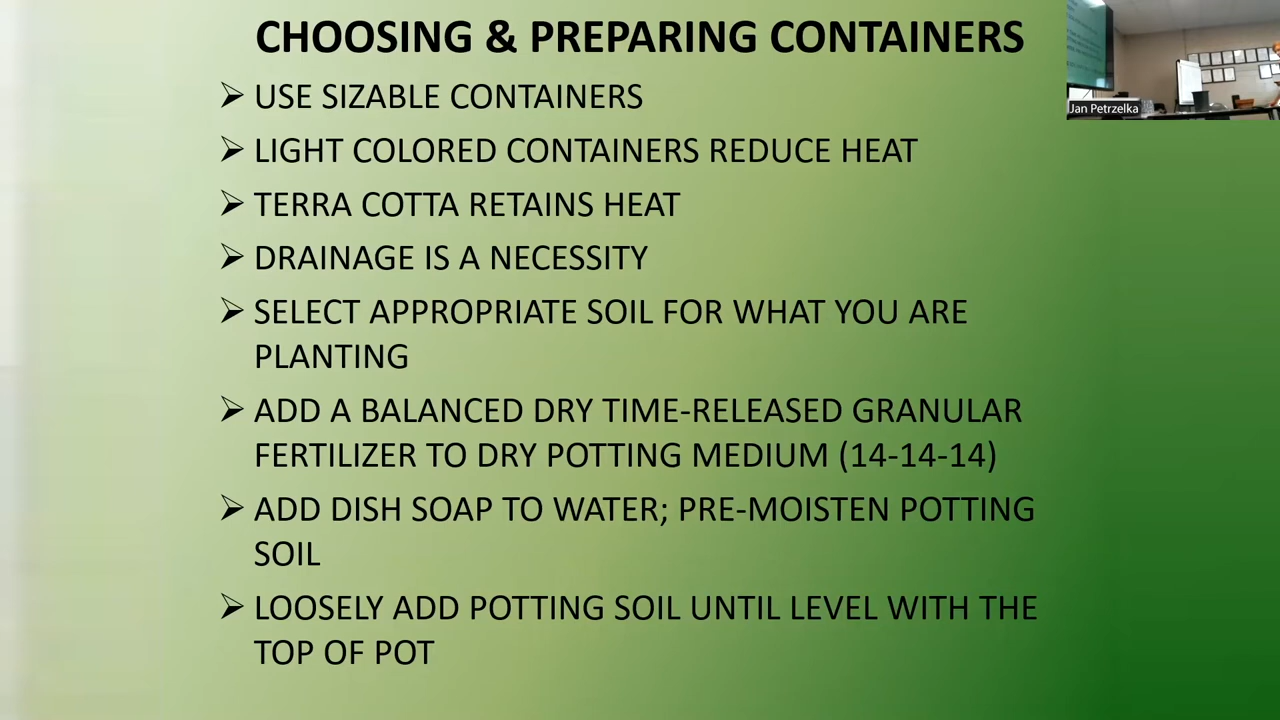 CHOOSING & PREPARING CONTAINERS
USE SIZABLE CONTAINERS
LIGHT COLORED CONTAINERS REDUCE HEAT
TERRA COTTA RETAINS HEAT
DRAINAGE IS A NECESSITY
SELECT APPROPRIATE SOIL FOR WHAT YOU ARE
PLANTING
ADD A BALANCED DRY TIME-RELEASED GRANULAR
FERTILIZER TO DRY POTTING MEDIUM (14-14-14)
ADD DISH SOAP TO WATER; PRE-MOISTEN POTTING
SOIL
LOOSELY ADD POTTING SOIL UNTIL LEVEL WITH THE
TOP OF POT
Jan Petrzelka